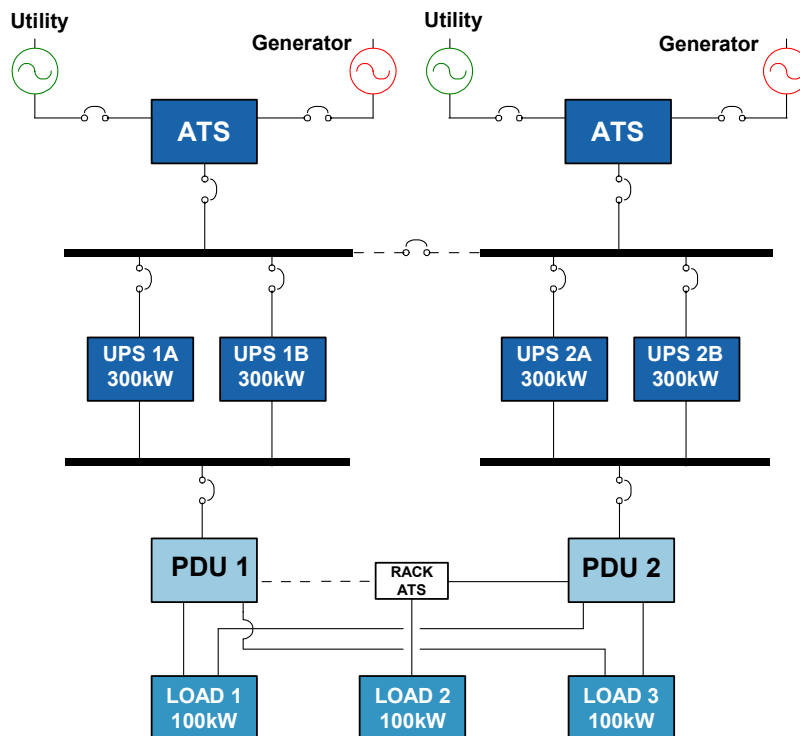 Utility
Generator
Utility
Generator
ATS
ATS
UPS 1A
300kW
UPS 1B
300kW
UPS 2A
300kW
UPS 2B
300kW
PDU 1
RACK
ATS
PDU 2
LOAD 1
100kW
LOAD 2
100kW
LOAD 3
100kW